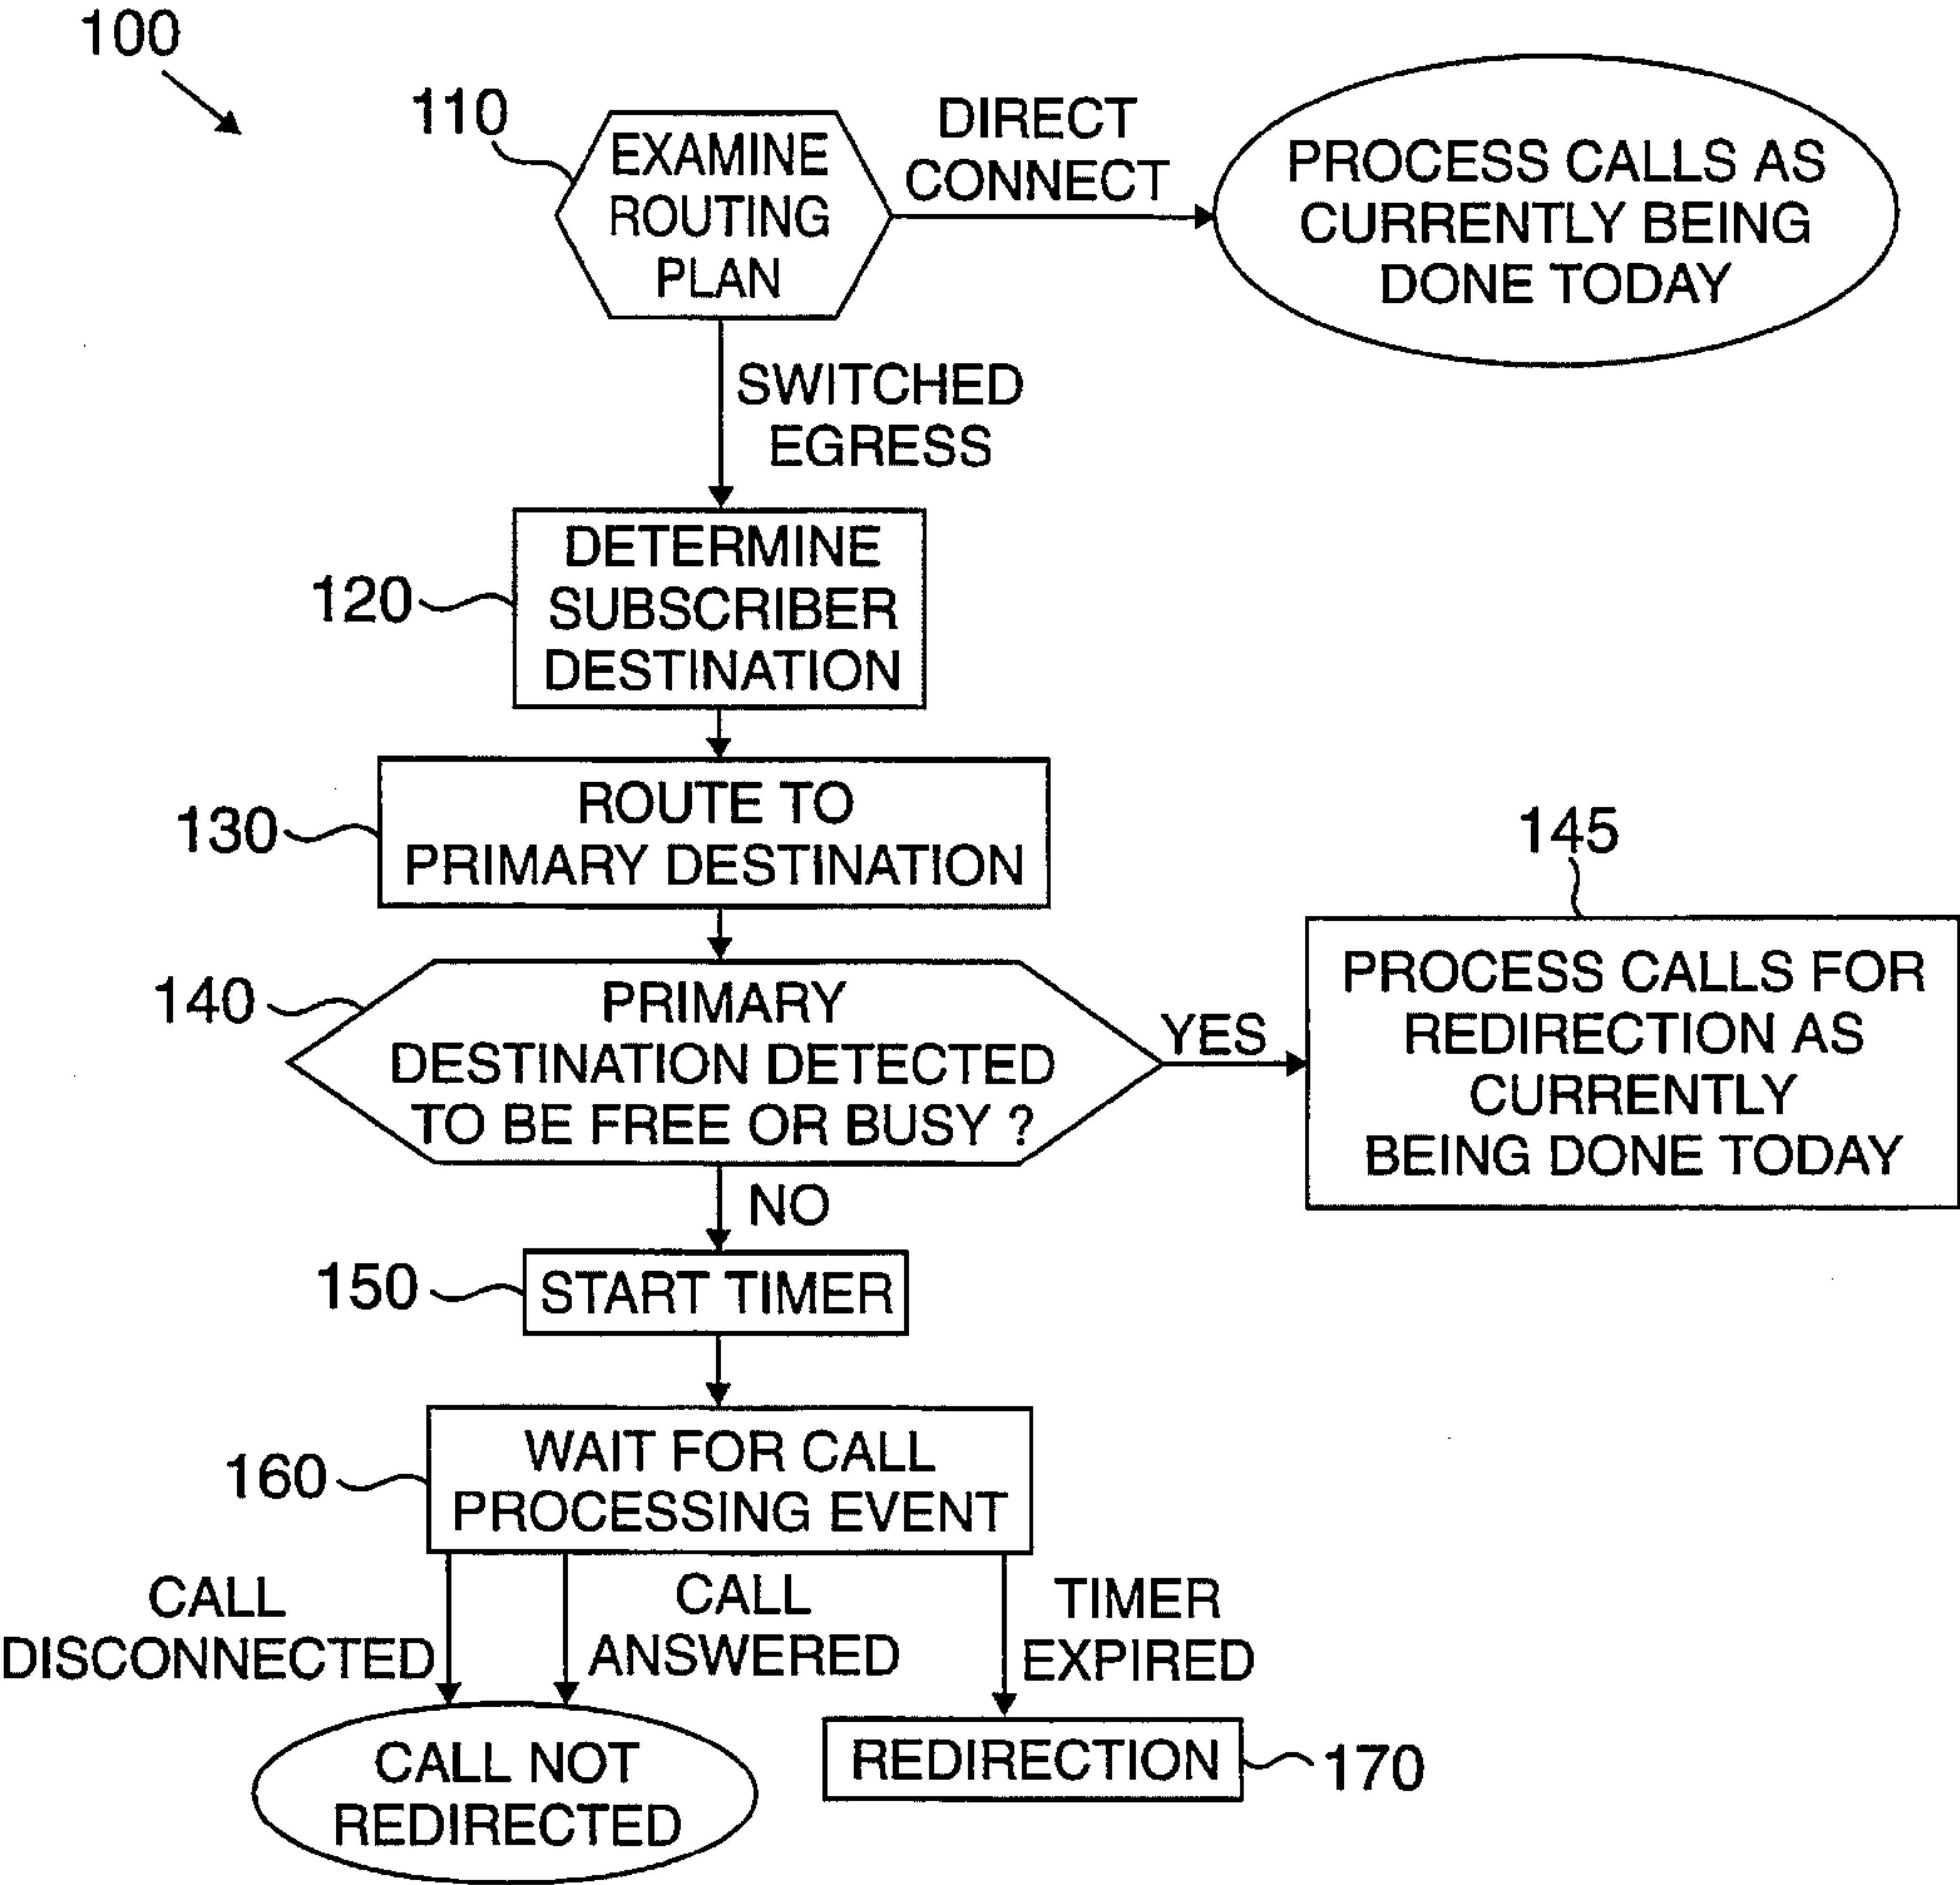 100
110
EXAMINE
ROUTING
PLAN
DIRECT
CONNECT
PROCESS CALLS AS
CURRENTLY BEING
DONE TODAY
SWITCHED
EGRESS
120
DETERMINE
SUBSCRIBER
DESTINATION
130
ROUTE TO
PRIMARY DESTINATION
140
PRIMARY
DESTINATION DETECTED
TO BE FREE OR BUSY ?
YES
145
PROCESS CALLS FOR
REDIRECTION AS
CURRENTLY
BEING DONE TODAY
NO
150
START TIMER
160
WAIT FOR CALL
PROCESSING EVENT
CALL
DISCONNECTED
CALL
ANSWERED
TIMER
EXPIRED
CALL NOT
REDIRECTED
REDIRECTION
170